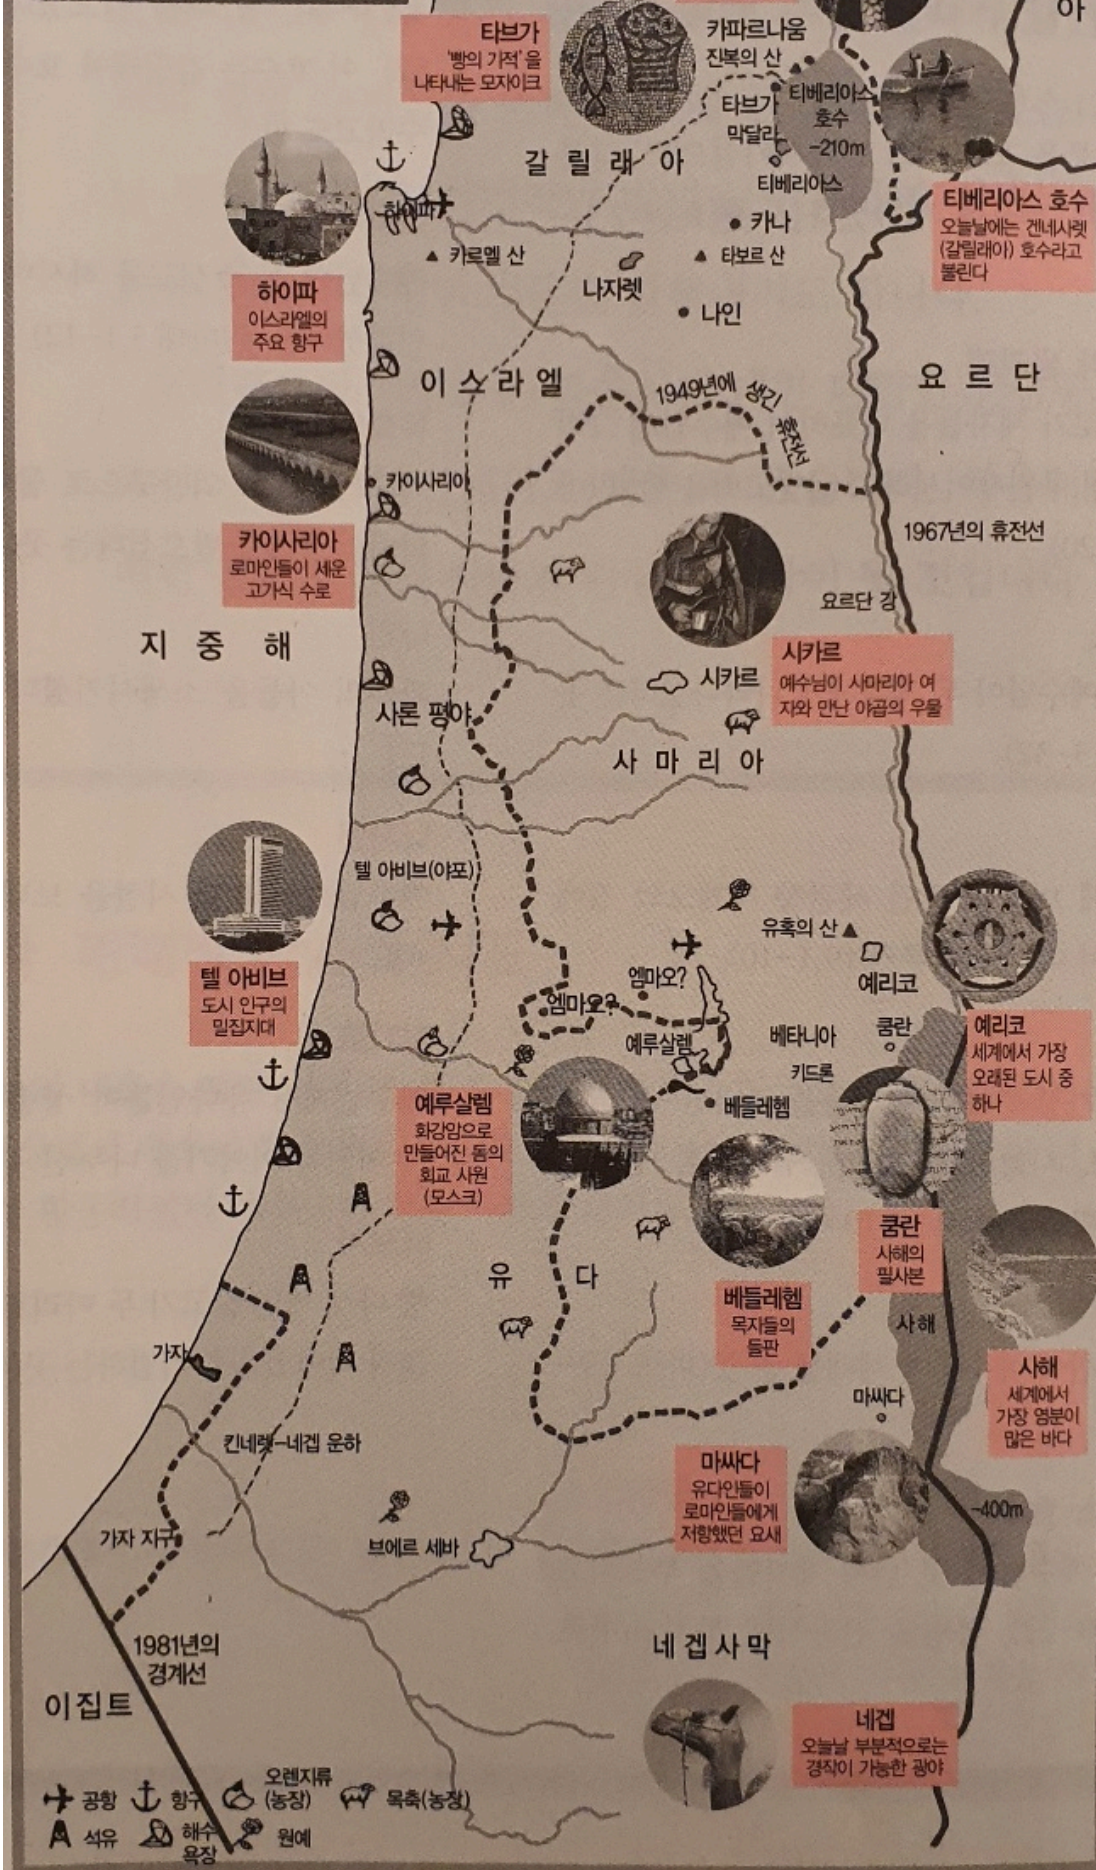 아
타브가
'빵의 기적'을
나타내는 모자이크
카파르나움
진복의 산
타브가
막달라
티베리아스
호수
-210m
티베리아스
갈릴래아
티베리아스 호수
오늘날에는 겐네사렛
(갈릴래아) 호수라고
불린다
하이파
카르멜 산
카나
타보르 산
나자렛
나인
하이파
이스라엘의
주요 항구
이스라엘
1949년에 생긴 휴전선
요르단
카이사리아
카이사리아
로마인들이 세운
고가식 수로
1967년의 휴전선
요르단 강
지중해
시카르
시카르
예수님이 사마리아 여
자와 만난 야곱의 우물
사론 평야
사마리아
텔 아비브(야포)
유혹의 산
예리코
텔 아비브
도시 인구의
밀집지대
엠마오?
엠마오?
예루살렘
베타니아
쿰란
키드론
베들레헴
예리코
세계에서 가장
오래된 도시 중
하나
예루살렘
화강암으로
만들어진 돔의
회교 사원
(모스크)
쿰란
사해의
필사본
유다
베들레헴
목자들의
들판
사해
가자
사해
세계에서
가장 염분이
많은 바다
마싸다
킨네렛-네겝 운하
마싸다
유다인들이
로마인들에게
저항했던 요새
-400m
가자 지구
브에르 세바
1981년의
경계선
네겝사막
이집트
네겝
오늘날 부분적으로는
경작이 가능한 광야
공항
항구
오렌지류
(농장)
목축(농장)
석유
해수
욕장
원예